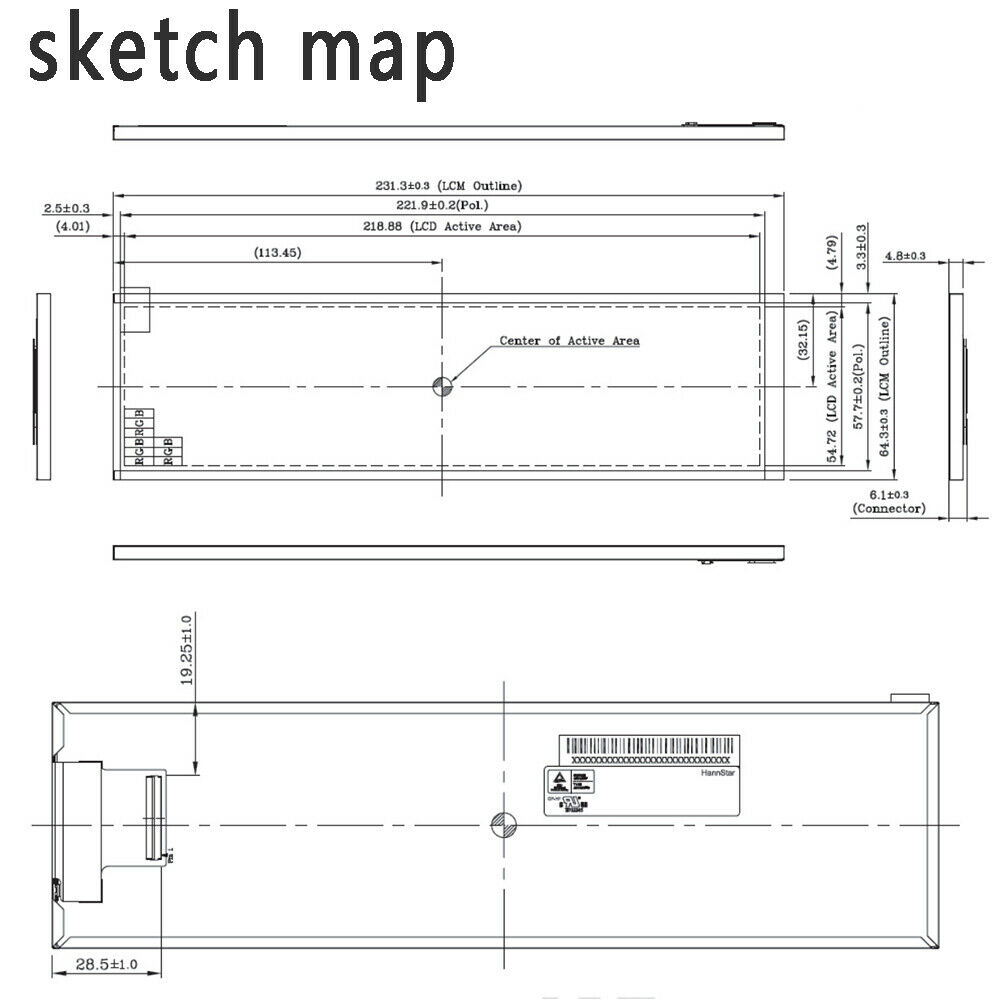 sketch map
231.3±0.3 (LCM Outline)
2.5±0.3
221.9±0.2(Pol.)
(4.01)
218.88 (LCD Active Area)
(113.45)
(4.79)
3.3±0.3
4.8±0.3
Center of Active Area
(32.15)
54.72 (LCD Active Area)
57.7±0.2(Pol.)
64.3±0.3 (LCM Outline)
RGBRGB
RGB
6.1±0.3
(Connector)
19.25±1.0
XXXXXXXXXXXXXXXXXXXXXXXXXXXXXXX
HannStar
28.5±1.0